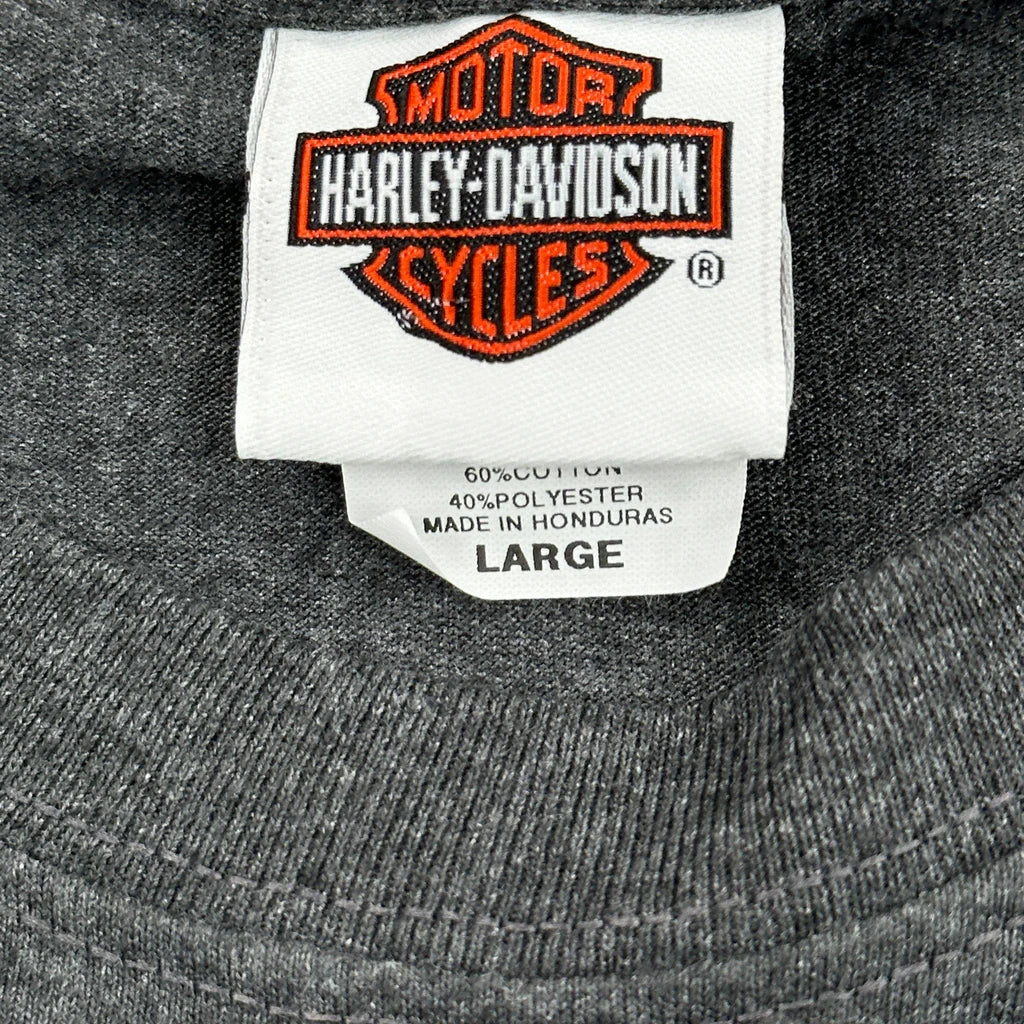 MOTOR
HARLEY-DAVIDSON
CYCLES
®
60%COTTON
40%POLYESTER
MADE IN HONDURAS
LARGE